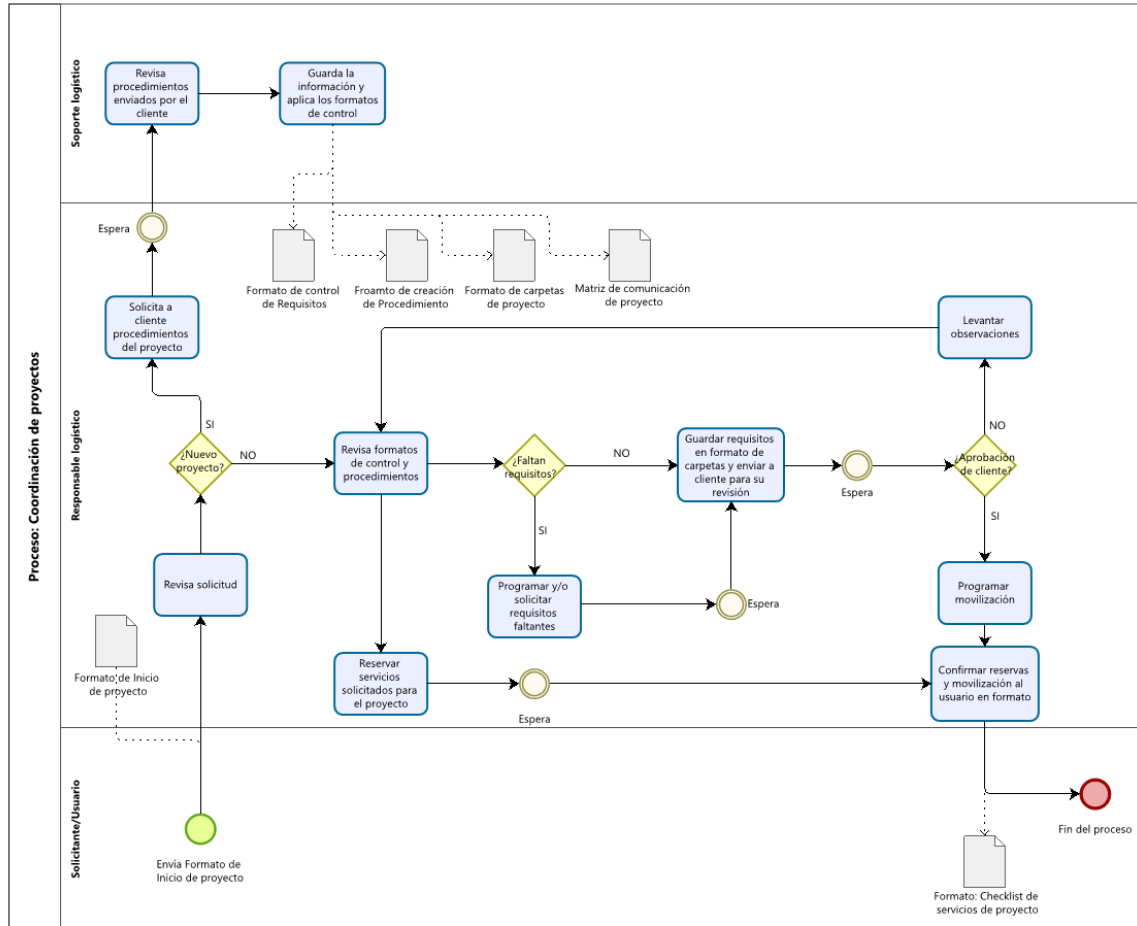 Proceso: Coordinación de proyectos
Soporte logístico
Revisa
procedimientos
enviados por el
cliente
Guarda la
información y
aplica los formatos
de control
Responsable logístico
Espera
Formato de control
de Requisitos
Froamto de creación
de Procedimiento
Formato de carpetas
de proyecto
Matriz de comunicación
de proyecto
Solicita a
cliente
procedimientos
del proyecto
Levantar
observaciones
SI
¿Nuevo
proyecto?
NO
Revisa formatos
de control y
procedimientos
¿Faltan
requisitos?
NO
Guardar requisitos
en formato de
carpetas y enviar a
cliente para su
revisión
Espera
NO
¿Aprobación
de cliente?
SI
SI
Revisa solicitud
Programar y/o
solicitar
requisitos
faltantes
Espera
Programar
movilización
Formato de Inicio
de proyecto
Reservar
servicios
solicitados para
el proyecto
Espera
Confirmar reservas
y movilización al
usuario en formato
Solicitante/Usuario
Envía Formato de
Inicio de proyecto
Fin del proceso
Formato: Checklist de
servicios de proyecto